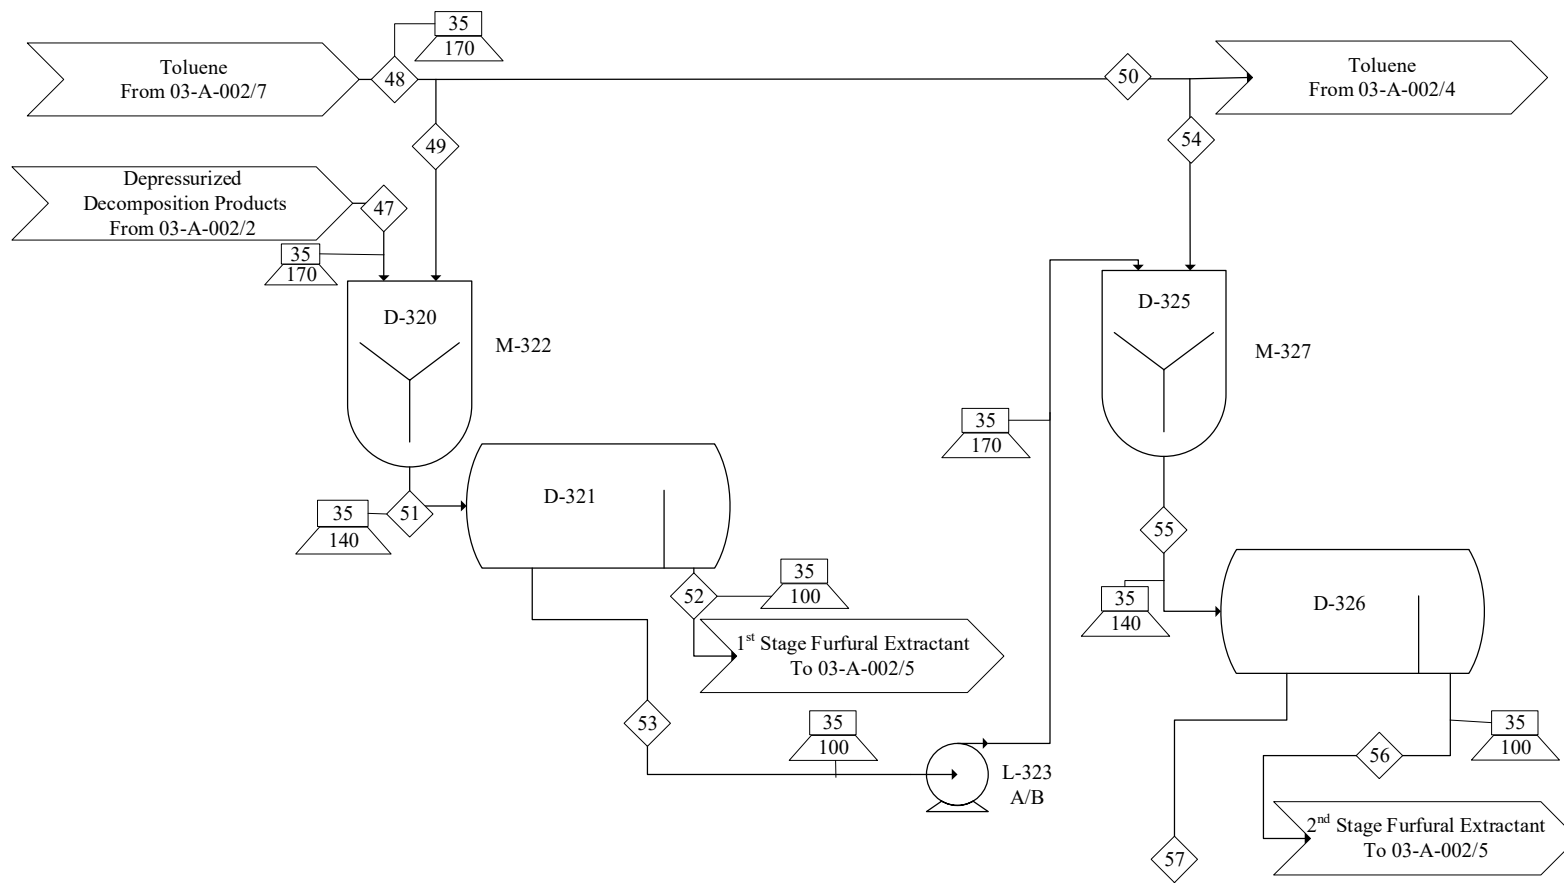 35
170
Toluene
From 03-A-002/7
48
50
Toluene
From 03-A-002/4
49
54
Depressurized
Decomposition Products
From 03-A-002/2
47
35
170
D-320
M-322
D-325
M-327
35
170
D-321
51
35
140
52
35
100
1st Stage Furfural Extractant
To 03-A-002/5
55
35
140
D-326
53
35
100
L-323
A/B
35
100
56
2nd Stage Furfural Extractant
To 03-A-002/5
57